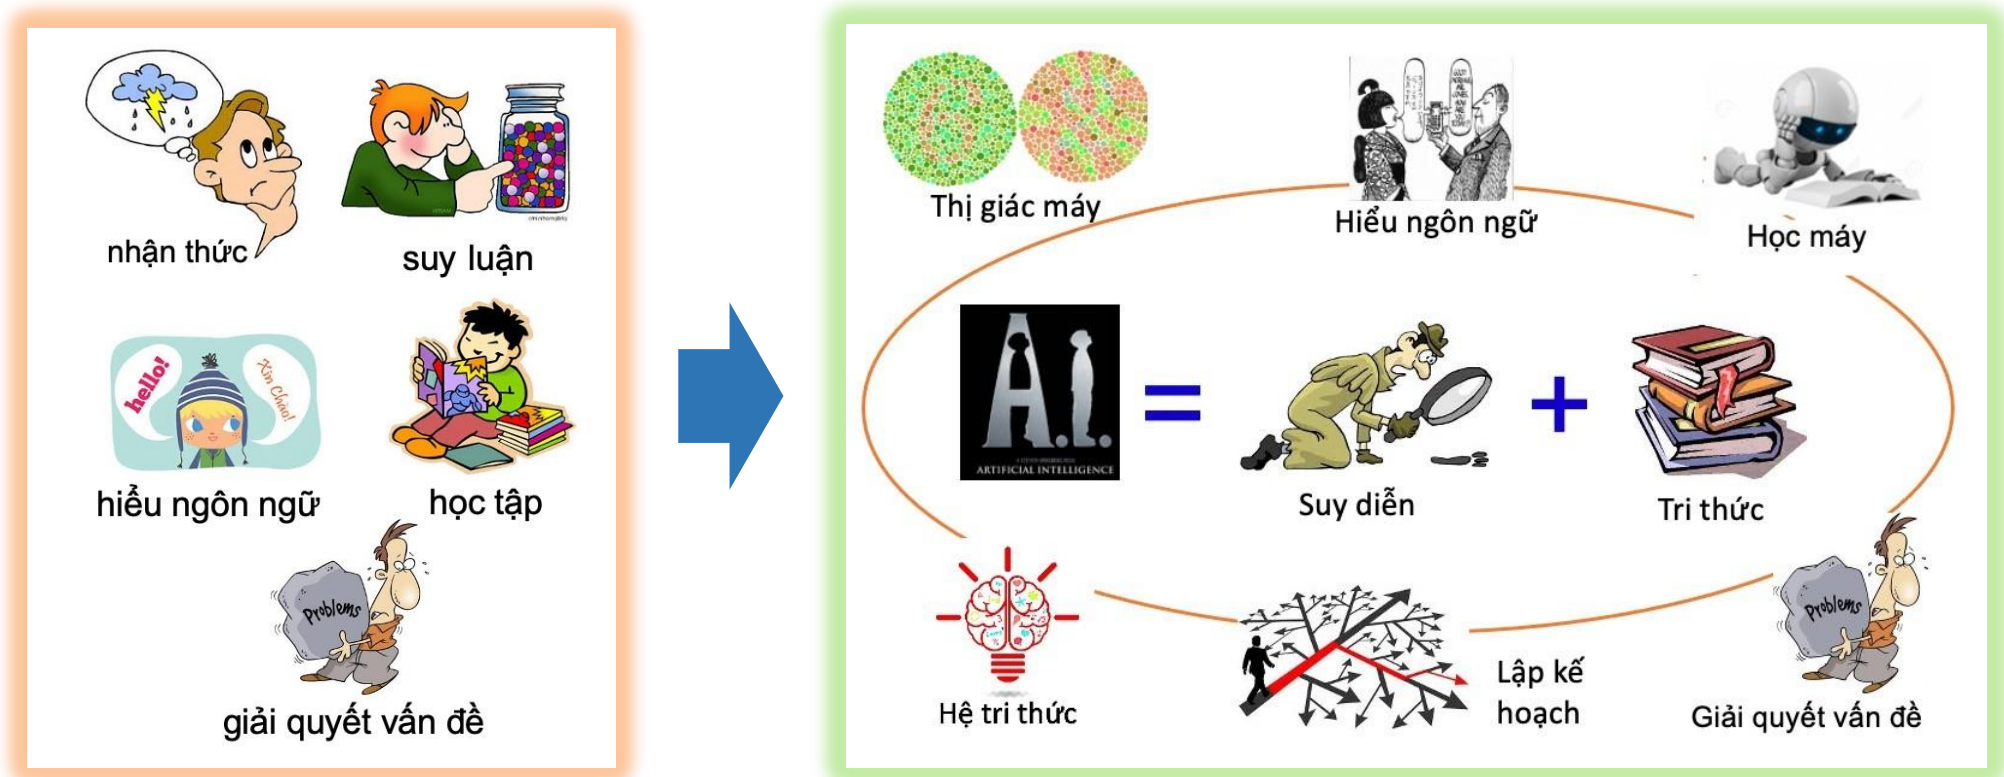 nhận thức
suy luận
hello!
Xin Chào!
hiểu ngôn ngữ
học tập
Problems
giải quyết vấn đề
Thị giác máy
GOOD
MORNING
Hiểu ngôn ngữ
Học máy
A.I.
ARTIFICIAL INTELLIGENCE
=
Suy diễn
+
Tri thức
Hệ tri thức
Lập kế
hoạch
Problems
Giải quyết vấn đề